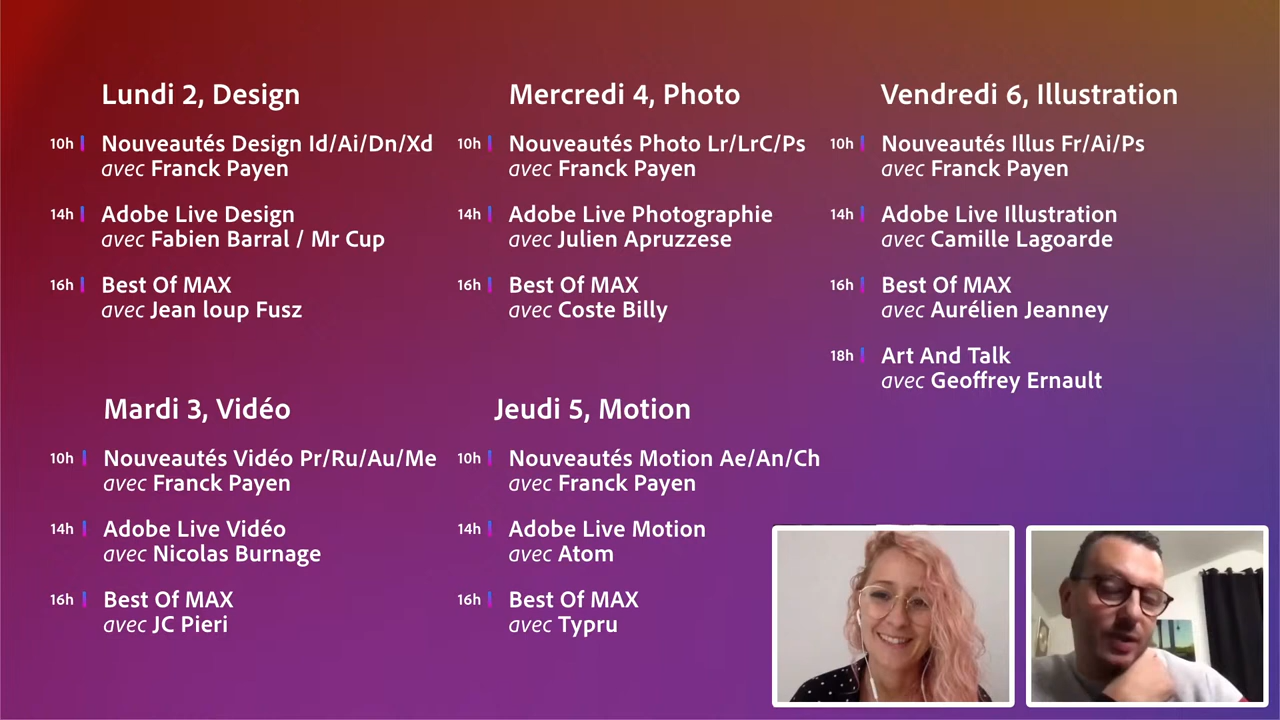 Lundi 2, Design
10h Nouveautés Design Id/Ai/Dn/Xd
avec Franck Payen
14h Adobe Live Design
avec Fabien Barral / Mr Cup
16h Best Of MAX
avec Jean loup Fusz
Mardi 3, Vidéo
10h Nouveautés Vidéo Pr/Ru/Au/Me
avec Franck Payen
14h Adobe Live Vidéo
avec Nicolas Burnage
16h Best Of MAX
avec JC Pieri
Mercredi 4, Photo
10h Nouveautés Photo Lr/LrC/Ps
avec Franck Payen
14h Adobe Live Photographie
avec Julien Apruzzese
16h Best Of MAX
avec Coste Billy
Jeudi 5, Motion
10h Nouveautés Motion Ae/An/Ch
avec Franck Payen
14h Adobe Live Motion
avec Atom
16h Best Of MAX
avec Typru
Vendredi 6, Illustration
10h Nouveautés Illus Fr/Ai/Ps
avec Franck Payen
14h Adobe Live Illustration
avec Camille Lagoarde
16h Best Of MAX
avec Aurélien Jeanney
18h Art And Talk
avec Geoffrey Ernault